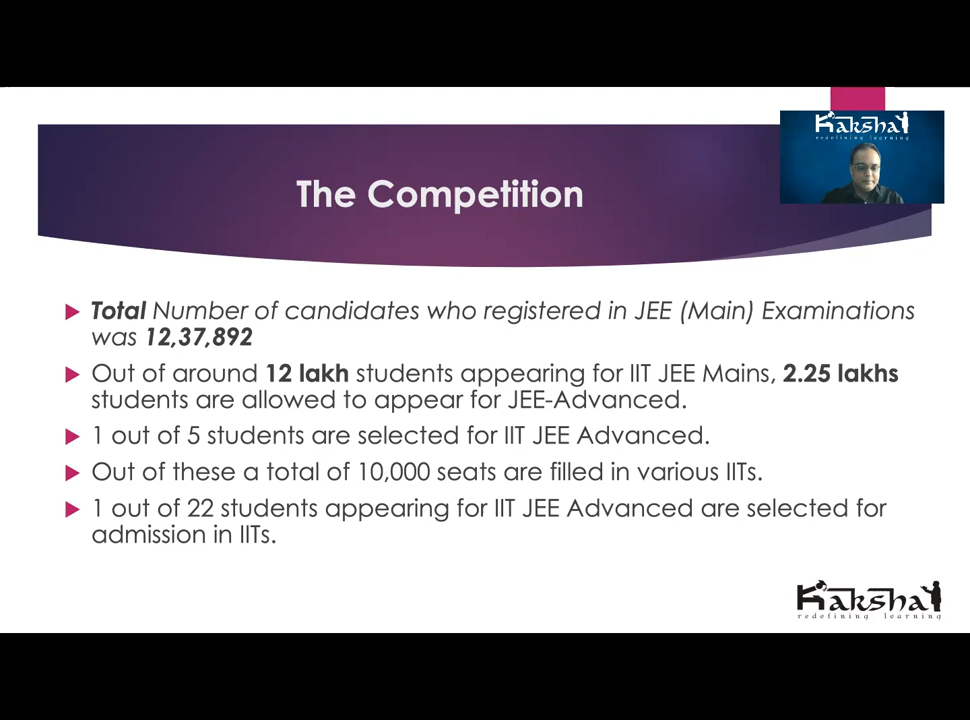 Kaksha
redefining learning
The Competition
Total Number of candidates who registered in JEE (Main) Examinations
was 12,37,892
Out of around 12 lakh students appearing for IIT JEE Mains, 2.25 lakhs
students are allowed to appear for JEE-Advanced.
1 out of 5 students are selected for IIT JEE Advanced.
Out of these a total of 10,000 seats are filled in various IITs.
1 out of 22 students appearing for IIT JEE Advanced are selected for
admission in IITs.
Kaksha
redefining learning